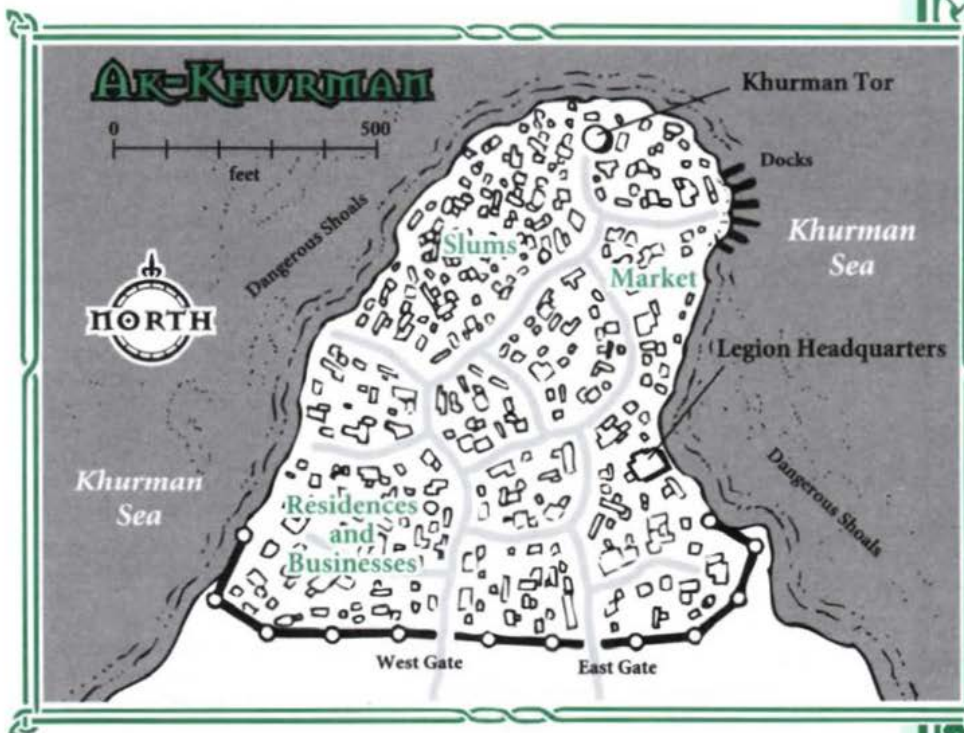 AK-KHURMAN
0 500
feet
Khurman Tor
Docks
Khurman
Sea
Dangerous Shoals
Slums
Market
NORTH
Legion Headquarters
Khurman
Sea
Residences
and
Businesses
Dangerous Shoals
West Gate
East Gate